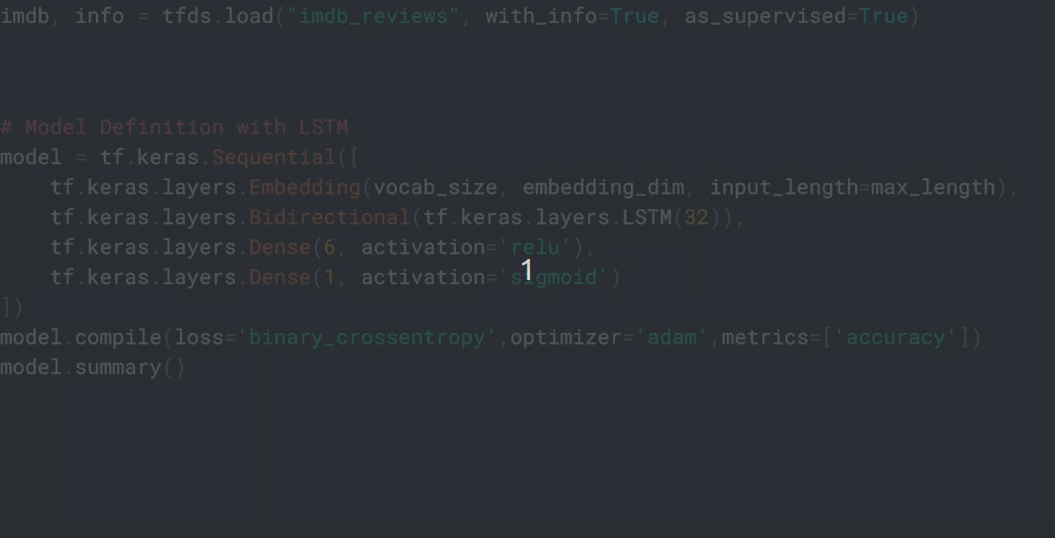 imdb, info = tfds.load("imdb_reviews", with_info=True, as_supervised=True)
# Model Definition with LSTM
model = tf.keras.Sequential([
    tf.keras.layers.Embedding(vocab_size, embedding_dim, input_length=max_length),
    tf.keras.layers.Bidirectional(tf.keras.layers.LSTM(32)),
    tf.keras.layers.Dense(6, activation='relu'),
1
    tf.keras.layers.Dense(1, activation='sigmoid')
])
model.compile(loss='binary_crossentropy',optimizer='adam',metrics=['accuracy'])
model.summary()